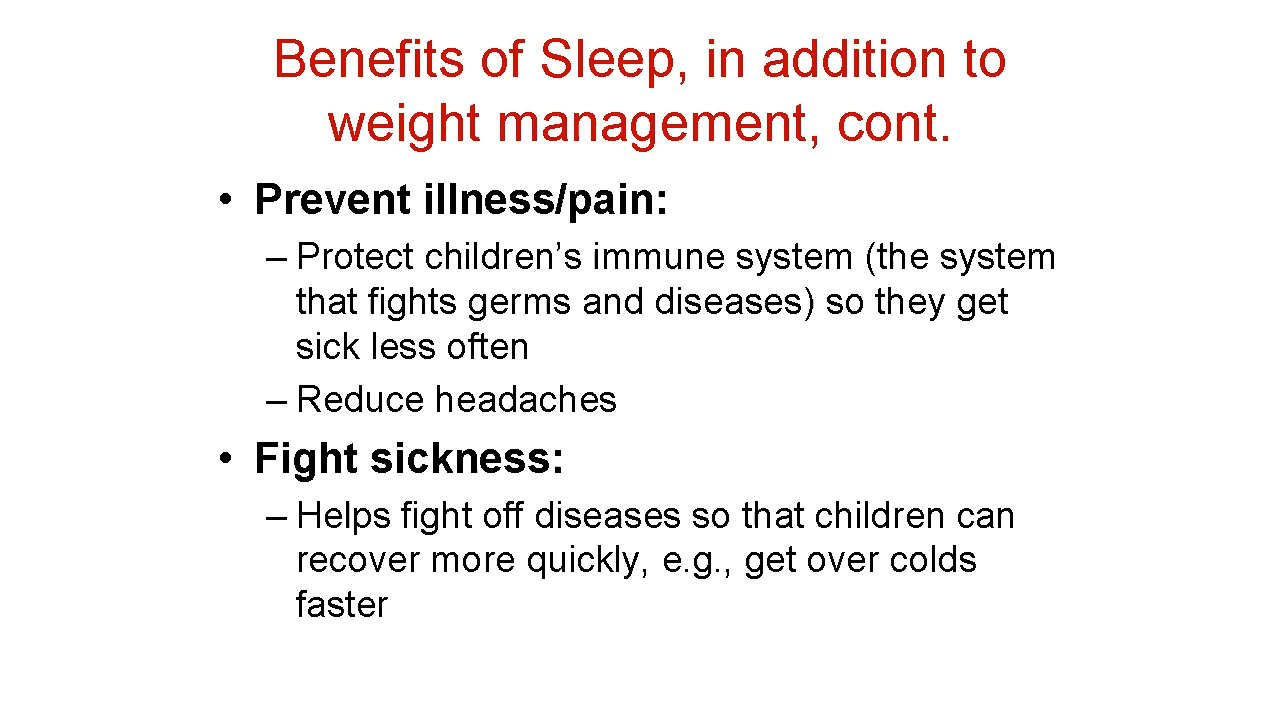 Benefits of Sleep, in addition to
weight management, cont.
• Prevent illness/pain:
– Protect children’s immune system (the system
that fights germs and diseases) so they get
sick less often
– Reduce headaches
• Fight sickness:
– Helps fight off diseases so that children can
recover more quickly, e.g., get over colds
faster